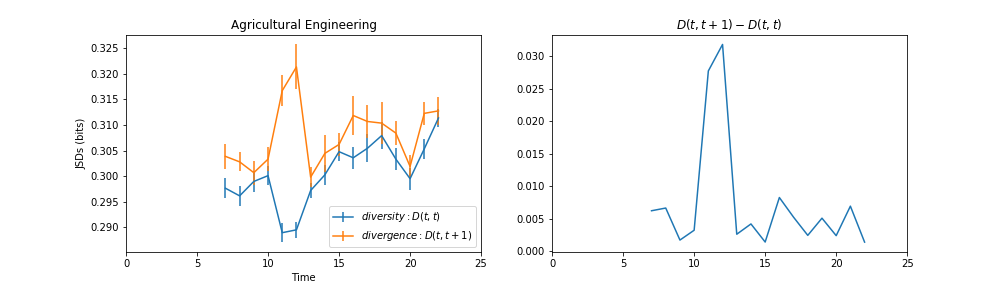 Agricultural Engineering
JSDs (bits)
0.325
0.320
0.315
0.310
0.305
0.300
0.295
0.290
0 5 10 15 20 25
Time
diversity : D(t, t)
divergence : D(t, t + 1)
D(t, t + 1) − D(t, t)
0.030
0.025
0.020
0.015
0.010
0.005
0.000
0 5 10 15 20 25